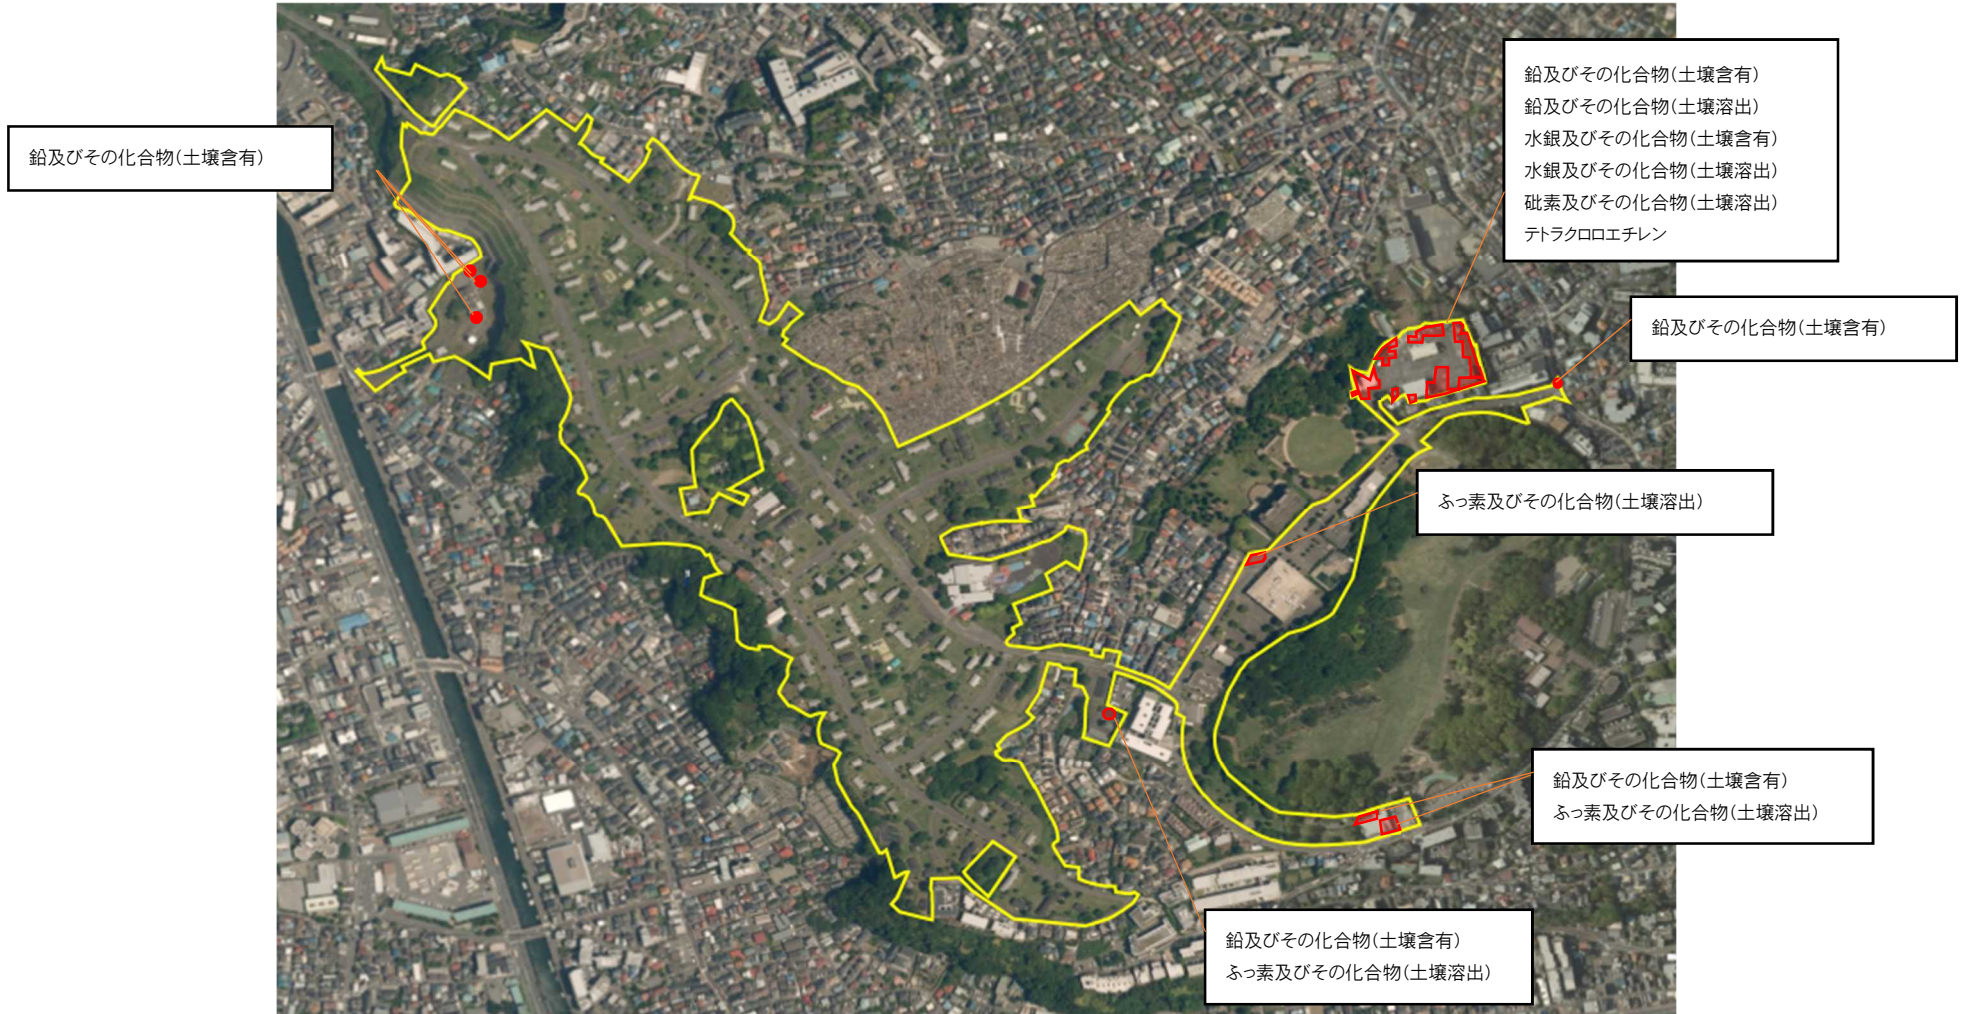 鉛及びその化合物(土壌含有)
鉛及びその化合物(土壌含有)
鉛及びその化合物(土壌溶出)
水銀及びその化合物(土壌含有)
水銀及びその化合物(土壌溶出)
砒素及びその化合物(土壌溶出)
テトラクロロエチレン
鉛及びその化合物(土壌含有)
ふっ素及びその化合物(土壌溶出)
鉛及びその化合物(土壌含有)
ふっ素及びその化合物(土壌溶出)
鉛及びその化合物(土壌含有)
ふっ素及びその化合物(土壌溶出)